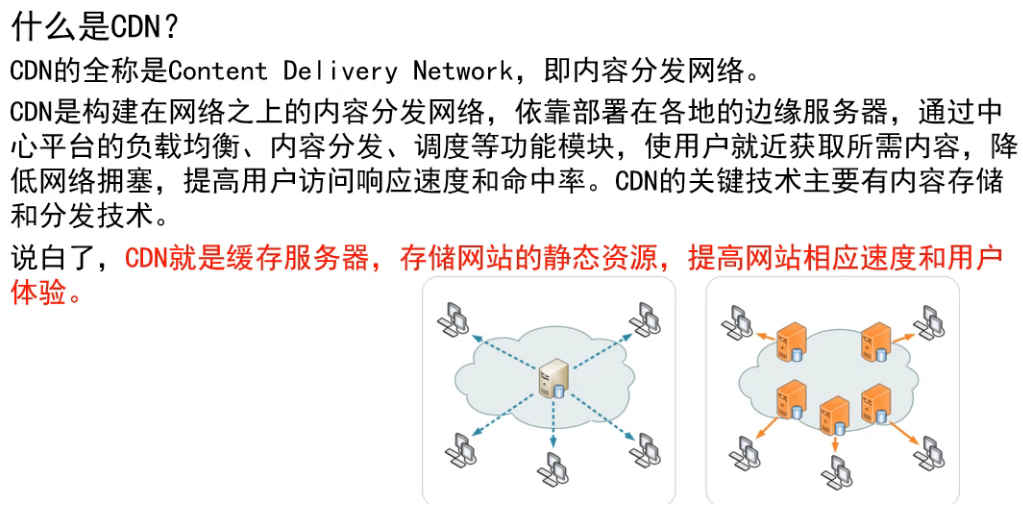 什么是CDN?
CDN的全称是Content Delivery Network，即内容分发网络。
CDN是构建在网络之上的内容分发网络，依靠部署在各地的边缘服务器，通过中
心平台的负载均衡、内容分发、调度等功能模块，使用户就近获取所需内容，降
低网络拥塞，提高用户访问响应速度和命中率。CDN的关键技术主要有内容存储
和分发技术。
说白了，CDN就是缓存服务器，存储网站的静态资源，提高网站相应速度和用户
体验。